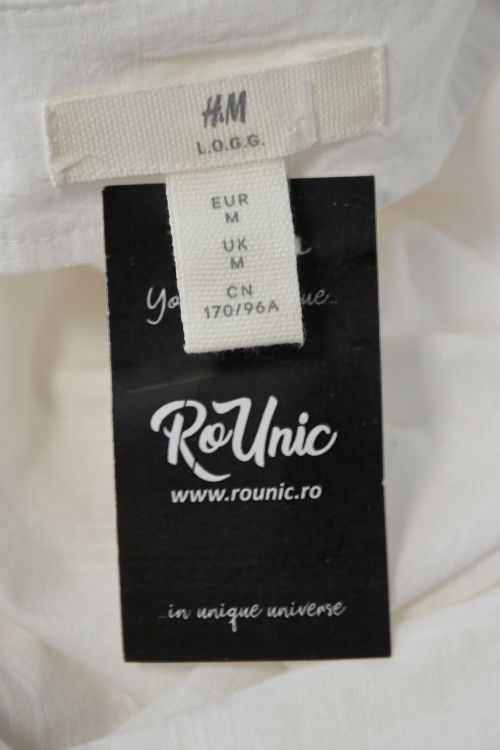 H&M
L.O.G.G.
EUR
M
UK
M
CN
170/96A
RoUnic
www.rounic.ro
...in unique universe